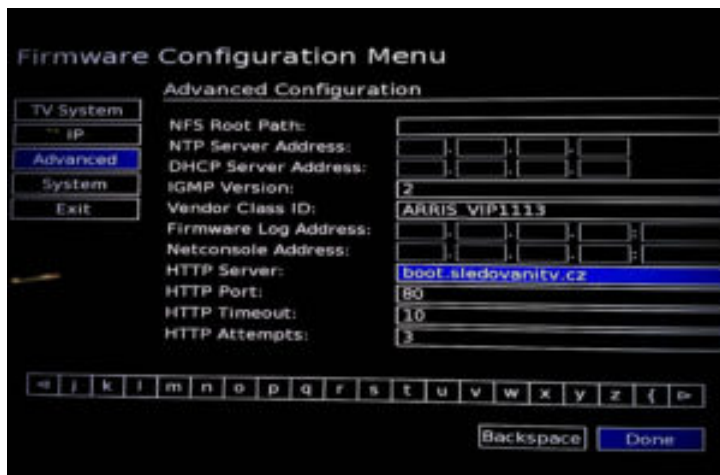 Firmware Configuration Menu
Advanced Configuration
TV System
IP
Advanced
System
Exit
NFS Root Path:
NTP Server Address:
DHCP Server Address:
IGMP Version: 2
Vendor Class ID: ARRIS VIP1113
Firmware Log Address:
Netconsole Address:
HTTP Server: boot.sledovanitv.cz
HTTP Port: 80
HTTP Timeout: 10
HTTP Attempts: 3
j k l m n o p q r s t u v w x y z {
Backspace Done